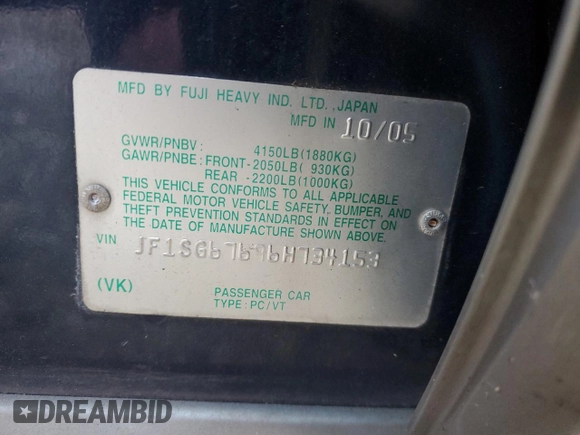 MFD BY FUJI HEAVY IND. LTD.,JAPAN
MFD IN 10/05
GVWR/PNBV: 4150LB(1880KG)
GAWR/PNBE: FRONT-2050LB( 930KG)
REAR -2200LB(1000KG)
THIS VEHICLE CONFORMS TO ALL APPLICABLE
FEDERAL MOTOR VEHICLE SAFETY, BUMPER, AND
THEFT PREVENTION STANDARDS IN EFFECT ON
THE DATE OF MANUFACTURE SHOWN ABOVE.
VIN JF1SG67696H734153
(VK) PASSENGER CAR
TYPE: PC/VT
DREAMBID